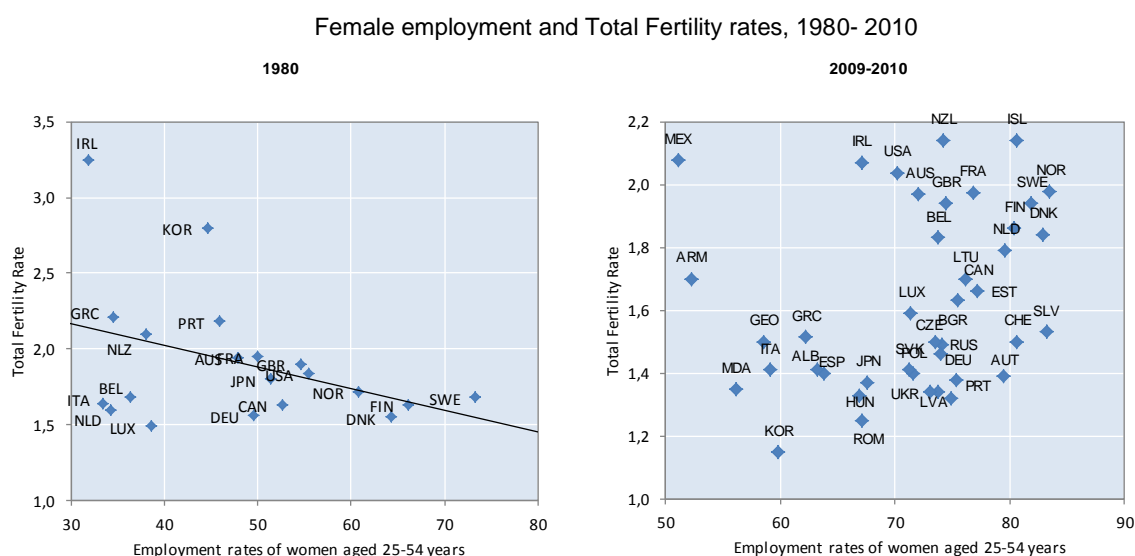 Female employment and Total Fertility rates, 1980- 2010
1980
Total Fertility Rate
3,5
3,0
2,5
2,0
1,5
1,0
IRL
KOR
GRC
PRT
NLZ
AUS
FRA
GBR
JPN
USA
BEL
ITA
NLD
LUX
DEU
CAN
NOR
FIN
DNK
SWE
30 40 50 60 70 80
Employment rates of women aged 25-54 years
2009-2010
Total Fertility Rate
2,2
2,0
1,8
1,6
1,4
1,2
1,0
MEX
IRL
NZL
ISL
USA
AUS
FRA
GBR
SWE
NOR
BEL
FIN
DNK
NLD
ARM
LTU
CAN
LUX
EST
GEO
GRC
CZE
BGR
CHE
SLV
ITA
ALB
ESP
SVK
POL
RUS
MDA
JPN
DEU
AUT
HUN
UKR
LVA
PRT
KOR
ROM
50 60 70 80 90
Employment rates of women aged 25-54 years